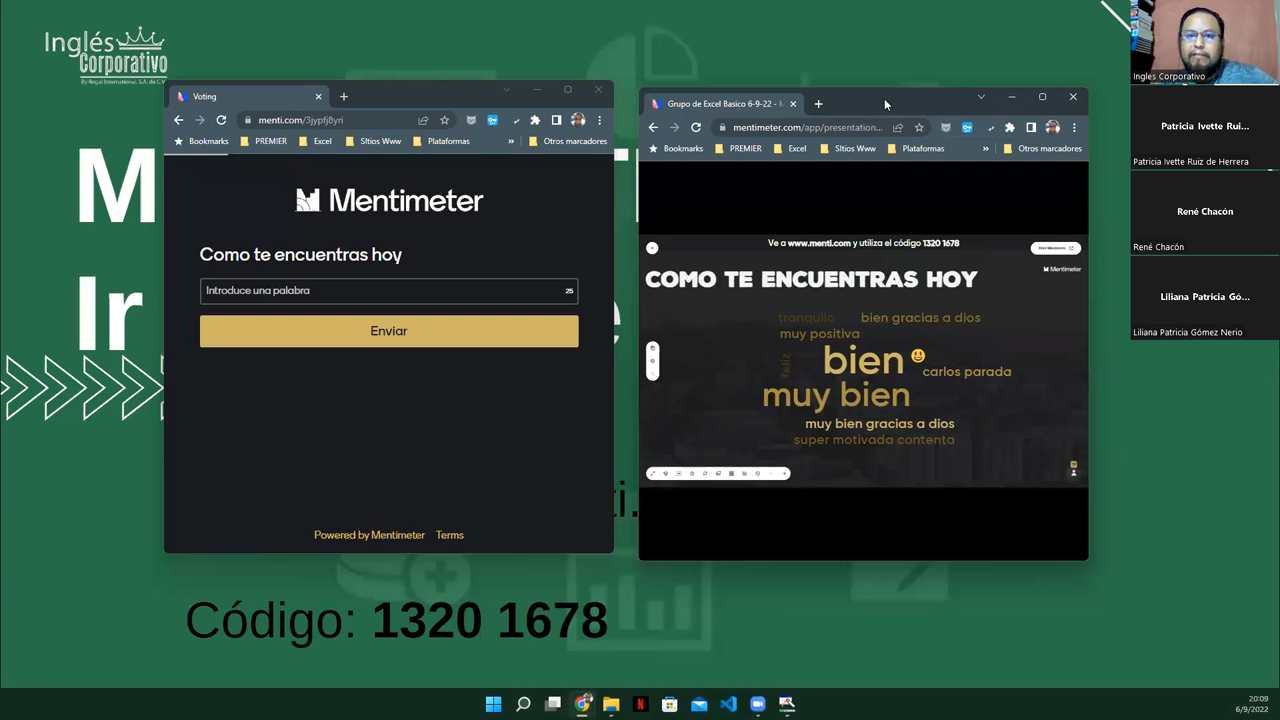 Inglés
Corporativo
By Regal International, S.A. de C.V.
M
Ir
ti.
Código: 1320 1678
Voting
menti.com/3jypfj8yri
Bookmarks PREMIER Excel Sitios Www Plataformas » Otros marcadores
Mentimeter
Como te encuentras hoy
Introduce una palabra 25
Enviar
Powered by Mentimeter Terms
Grupo de Excel Basico 6-9-22 -
mentimeter.com/app/presentation...
Bookmarks PREMIER Excel Sitios Www Plataformas » Otros marcadores
Ve a www.menti.com y utiliza el código 1320 1678
Mentimeter
COMO TE ENCUENTRAS HOY
tranquilo bien gracias a dios
muy positiva
feliz
bien 😃
carlos parada
muy bien
muy bien gracias a dios
super motivada contenta
Ingles Corporativo
Patricia Ivette Rui...
Patricia Ivette Ruiz de Herrera
René Chacón
René Chacón
Liliana Patricia Gó...
Liliana Patricia Gómez Nerio
20:09
6/9/2022